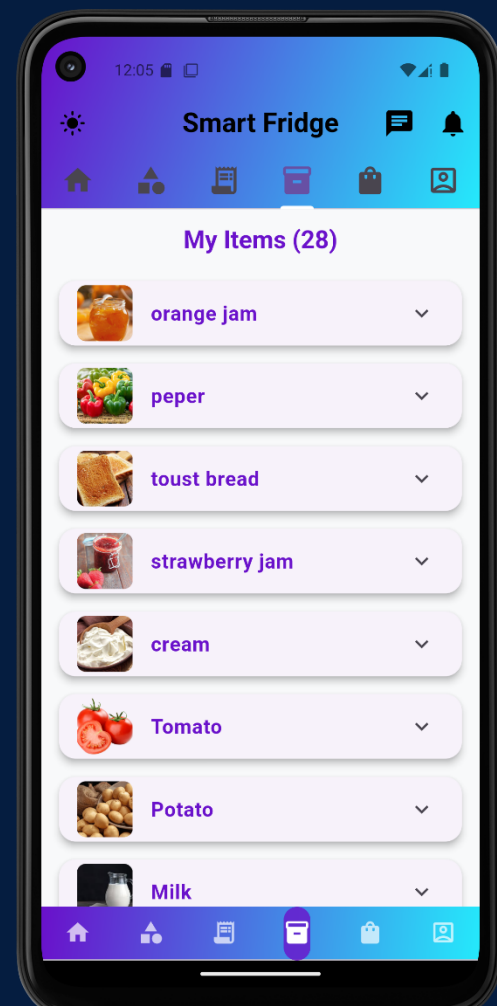 12:05
Smart Fridge
My Items (28)
orange jam
peper
toust bread
strawberry jam
cream
Tomato
Potato
Milk